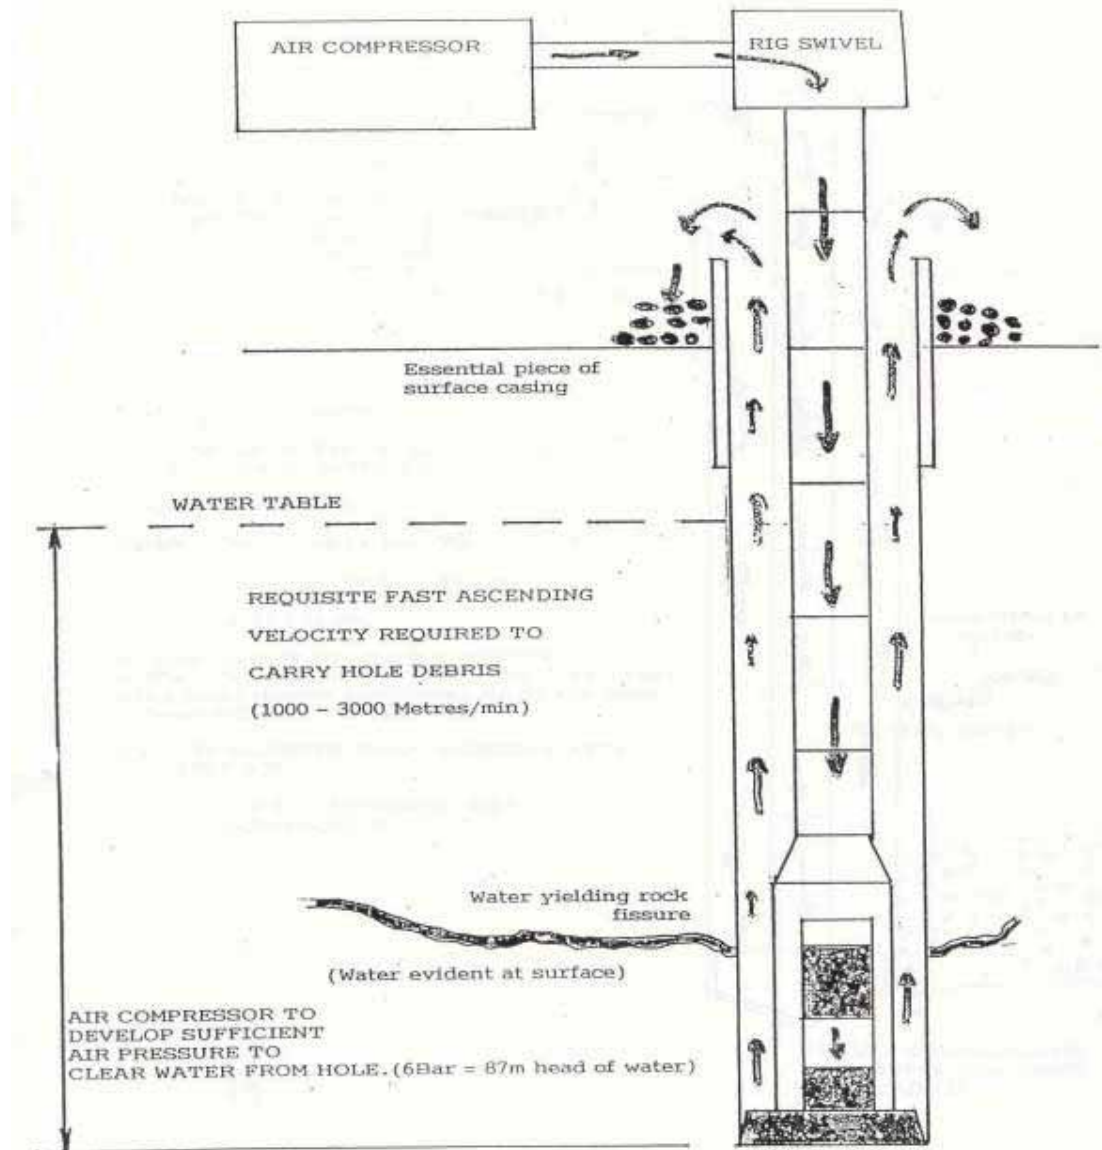 AIR COMPRESSOR
RIG SWIVEL
Essential piece of
surface casing
WATER TABLE
REQUISITE FAST ASCENDING
VELOCITY REQUIRED TO
CARRY HOLE DEBRIS
(1000 – 3000 Metres/min)
Water yielding rock
fissure
(Water evident at surface)
AIR COMPRESSOR TO
DEVELOP SUFFICIENT
AIR PRESSURE TO
CLEAR WATER FROM HOLE.(6Bar = 87m head of water)